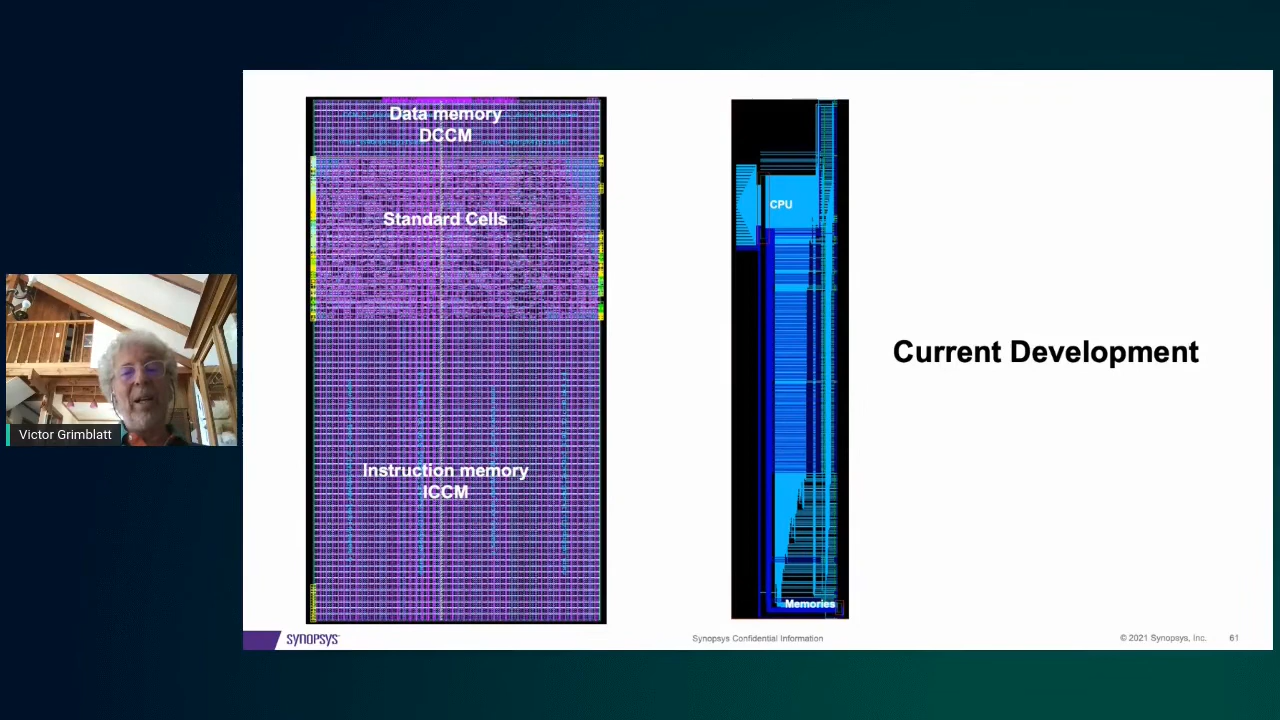 Data memory
DCCM
Standard Cells
Instruction memory
ICCM
CPU
Memories
Current Development
Victor Grimblatt
SYNOPSYS
Synopsys Confidential Information
© 2021 Synopsys, Inc.
61